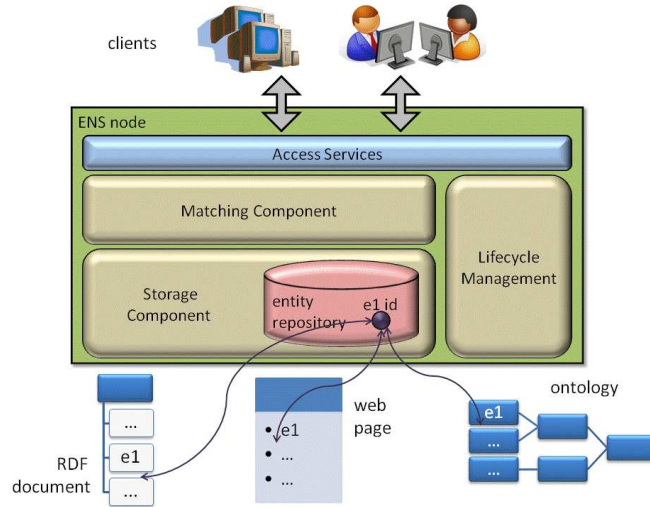 clients
ENS node
Access Services
Matching Component
Lifecycle
Management
Storage
Component
entity
repository
e1 id
RDF
document
...
e1
...
web
page
• e1
• ...
• ...
ontology
e1
...
...